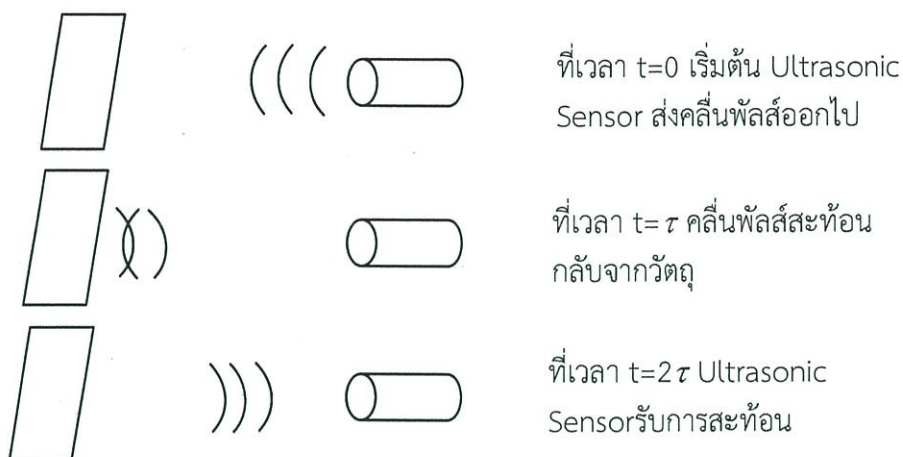 ที่เวลา t=0 เริ่มต้น Ultrasonic
Sensor ส่งคลื่นพัลส์ออกไป
ที่เวลา t=τ คลื่นพัลส์สะท้อน
กลับจากวัตถุ
ที่เวลา t=2τ Ultrasonic
Sensorรับการสะท้อน